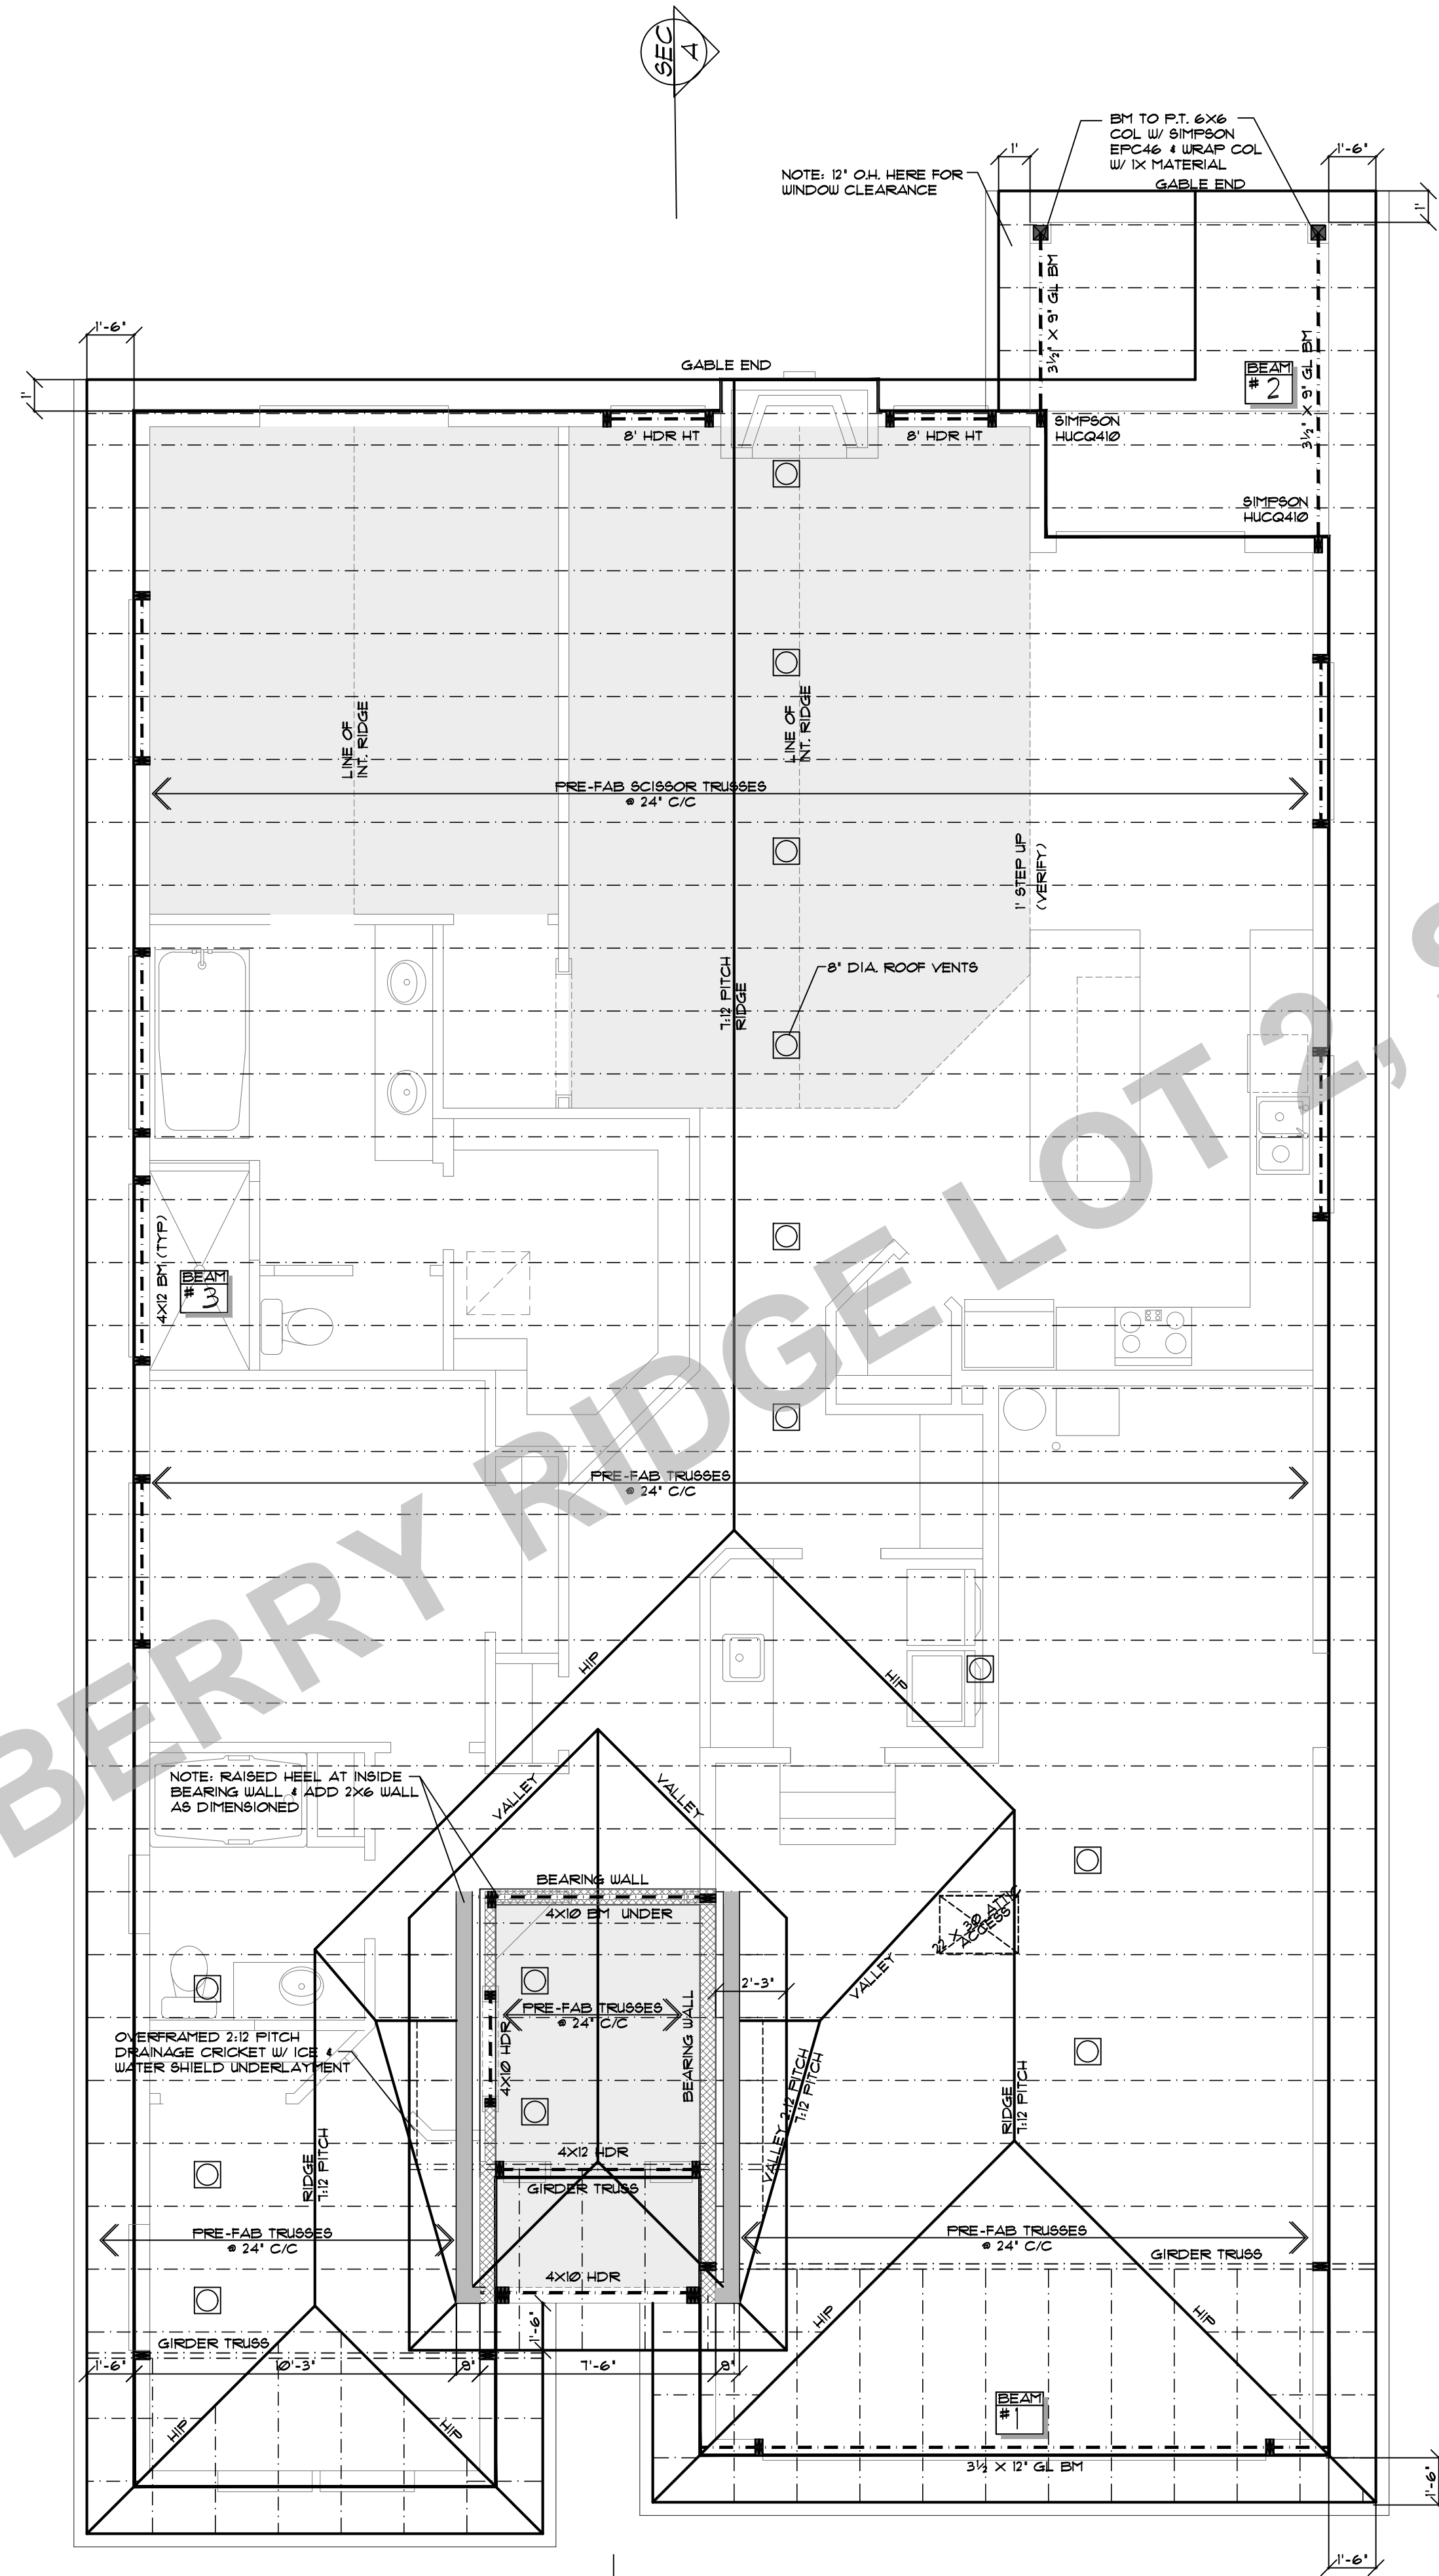 SEC
A
BM TO P.T. 6X6
COL W/ SIMPSON
EPC46 & WRAP COL
W/ 1X MATERIAL
1'
1'-6"
NOTE: 12" O.H. HERE FOR
WINDOW CLEARANCE
GABLE END
1'
3½" X 9" GL BM
3½" X 9" GL BM
BEAM
# 2
1'-6"
GABLE END
1'
8' HDR HT
8' HDR HT
SIMPSON
HUCQ410
SIMPSON
HUCQ410
LINE OF
INT. RIDGE
LINE OF
INT. RIDGE
PRE-FAB SCISSOR TRUSSES
@ 24" C/C
1' STEP UP
(VERIFY)
7:12 PITCH
RIDGE
8" DIA. ROOF VENTS
4X12 BM (TYP)
BEAM
# 3
BERRY RIDGE LOT 2,
PRE-FAB TRUSSES
@ 24" C/C
HIP
HIP
NOTE: RAISED HEEL AT INSIDE
BEARING WALL & ADD 2X6 WALL
AS DIMENSIONED
VALLEY
VALLEY
BEARING WALL
4X10 BM UNDER
22 X 30 ATTIC
ACCESS
VALLEY
2'-3"
PRE-FAB TRUSSES
@ 24" C/C
4X10 HDR
BEARING WALL
OVERFRAMED 2:12 PITCH
DRAINAGE CRICKET W/ ICE &
WATER SHIELD UNDERLAYMENT
VALLEY 2:12 PITCH
7:12 PITCH
RIDGE
7:12 PITCH
RIDGE
7:12 PITCH
4X12 HDR
GIRDER TRUSS
PRE-FAB TRUSSES
@ 24" C/C
PRE-FAB TRUSSES
@ 24" C/C
GIRDER TRUSS
4X10 HDR
HIP
HIP
GIRDER TRUSS
1'-6"
1'-6"
10'-3"
9"
7'-6"
9"
HIP
HIP
BEAM
# 1
3½ X 12" GL BM
1'-6"
1'-6"